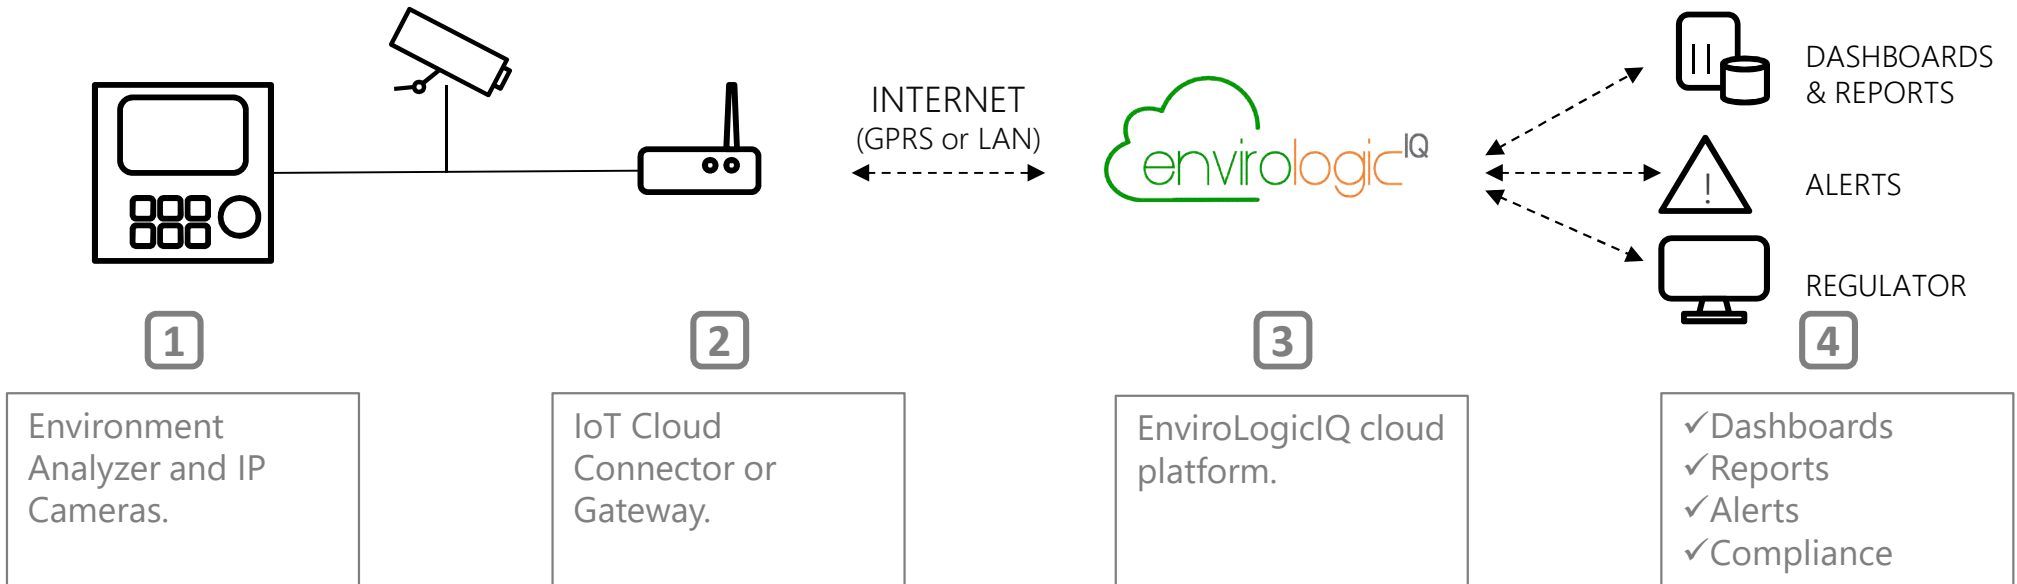 INTERNET
(GPRS or LAN)
envirologicIQ
DASHBOARDS
& REPORTS
!
ALERTS
REGULATOR
1
2
3
4
Environment
Analyzer and IP
Cameras.
IoT Cloud
Connector or
Gateway.
EnviroLogicIQ cloud
platform.
✓Dashboards
✓Reports
✓Alerts
✓Compliance